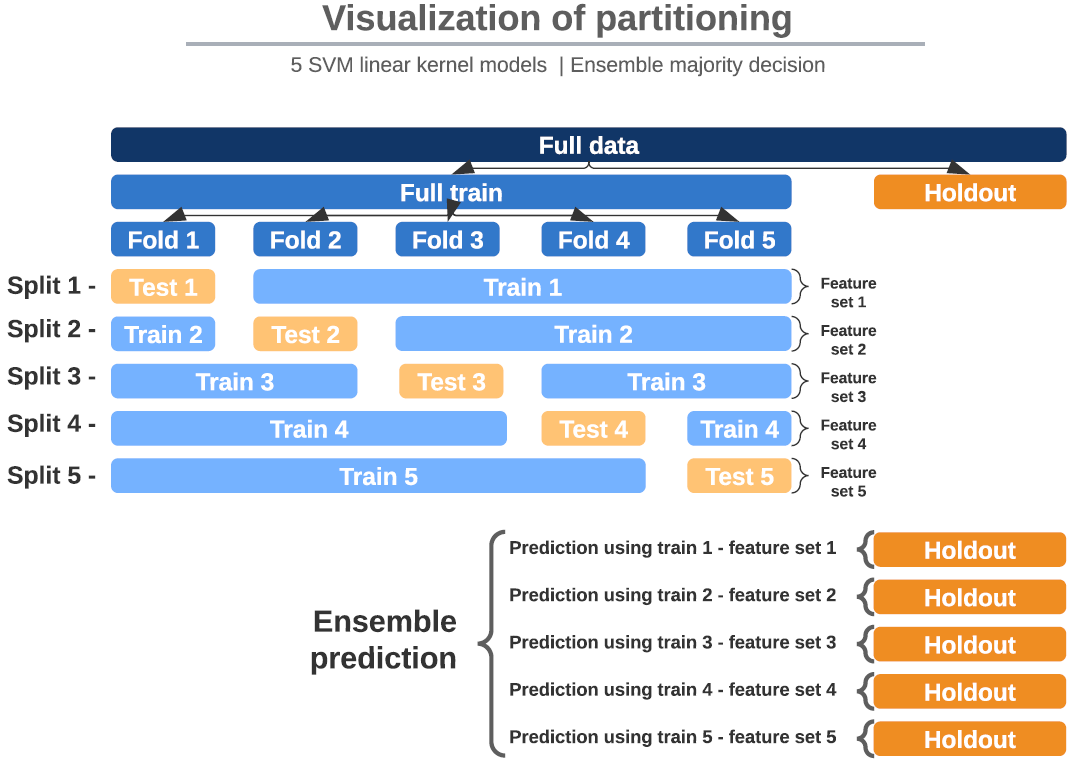 Visualization of partitioning
5 SVM linear kernel models | Ensemble majority decision
Full data
Full train
Holdout
Fold 1
Fold 2
Fold 3
Fold 4
Fold 5
Split 1 -
Test 1
Train 1
Feature
set 1
Split 2 -
Train 2
Test 2
Train 2
Feature
set 2
Split 3 -
Train 3
Test 3
Train 3
Feature
set 3
Split 4 -
Train 4
Test 4
Train 4
Feature
set 4
Split 5 -
Train 5
Test 5
Feature
set 5
Ensemble
prediction
Prediction using train 1 - feature set 1
Holdout
Prediction using train 2 - feature set 2
Holdout
Prediction using train 3 - feature set 3
Holdout
Prediction using train 4 - feature set 4
Holdout
Prediction using train 5 - feature set 5
Holdout